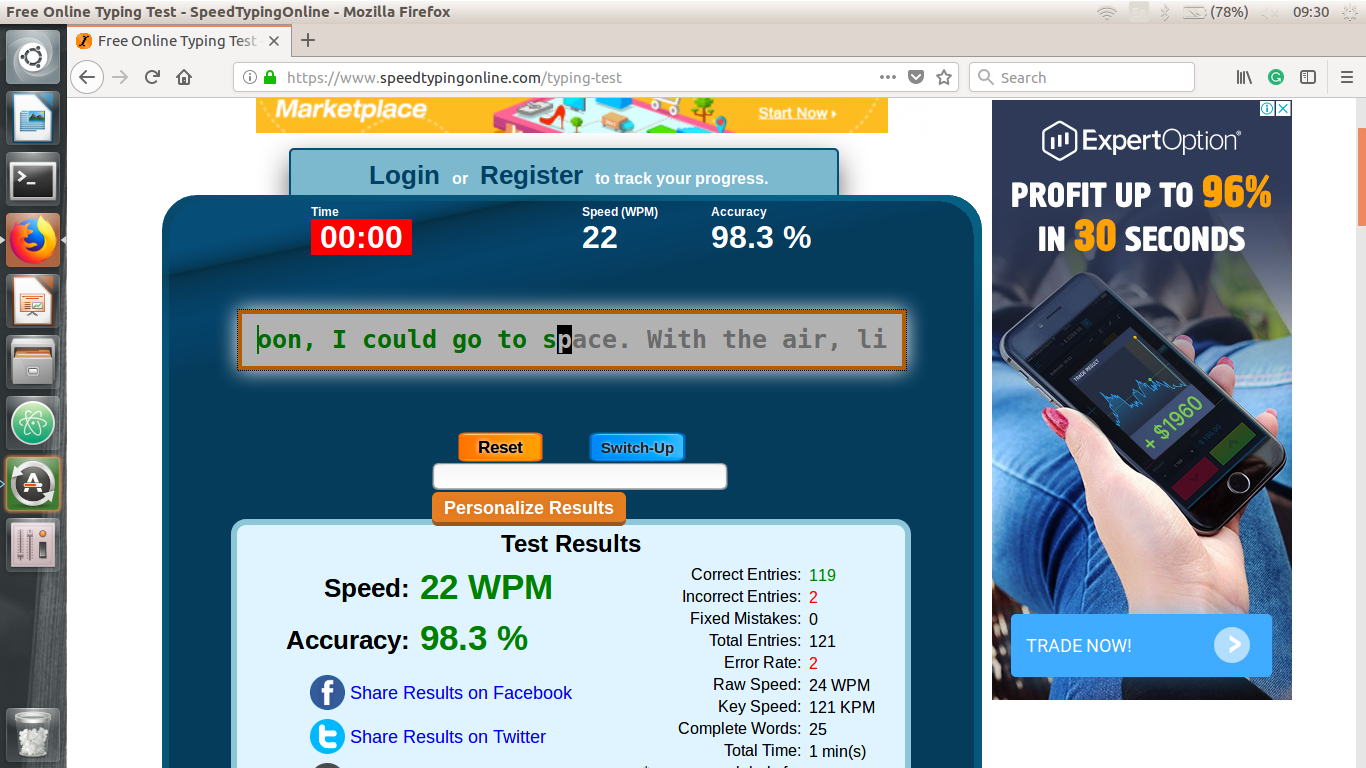 Free Online Typing Test - SpeedTypingOnline - Mozilla Firefox
(78%)
09:30
Free Online Typing Test
https://www.speedtypingonline.com/typing-test
Search
Marketplace
Start Now
Login or Register to track your progress.
Time
00:00
Speed (WPM)
22
Accuracy
98.3 %
oon, I could go to space. With the air, li
Reset
Switch-Up
Personalize Results
Test Results
Speed: 22 WPM
Accuracy: 98.3 %
Share Results on Facebook
Share Results on Twitter
Correct Entries: 119
Incorrect Entries: 2
Fixed Mistakes: 0
Total Entries: 121
Error Rate: 2
Raw Speed: 24 WPM
Key Speed: 121 KPM
Complete Words: 25
Total Time: 1 min(s)
ExpertOption®
PROFIT UP TO 96%
IN 30 SECONDS
TRADE RESULT
+ $1960
TRADE NOW!